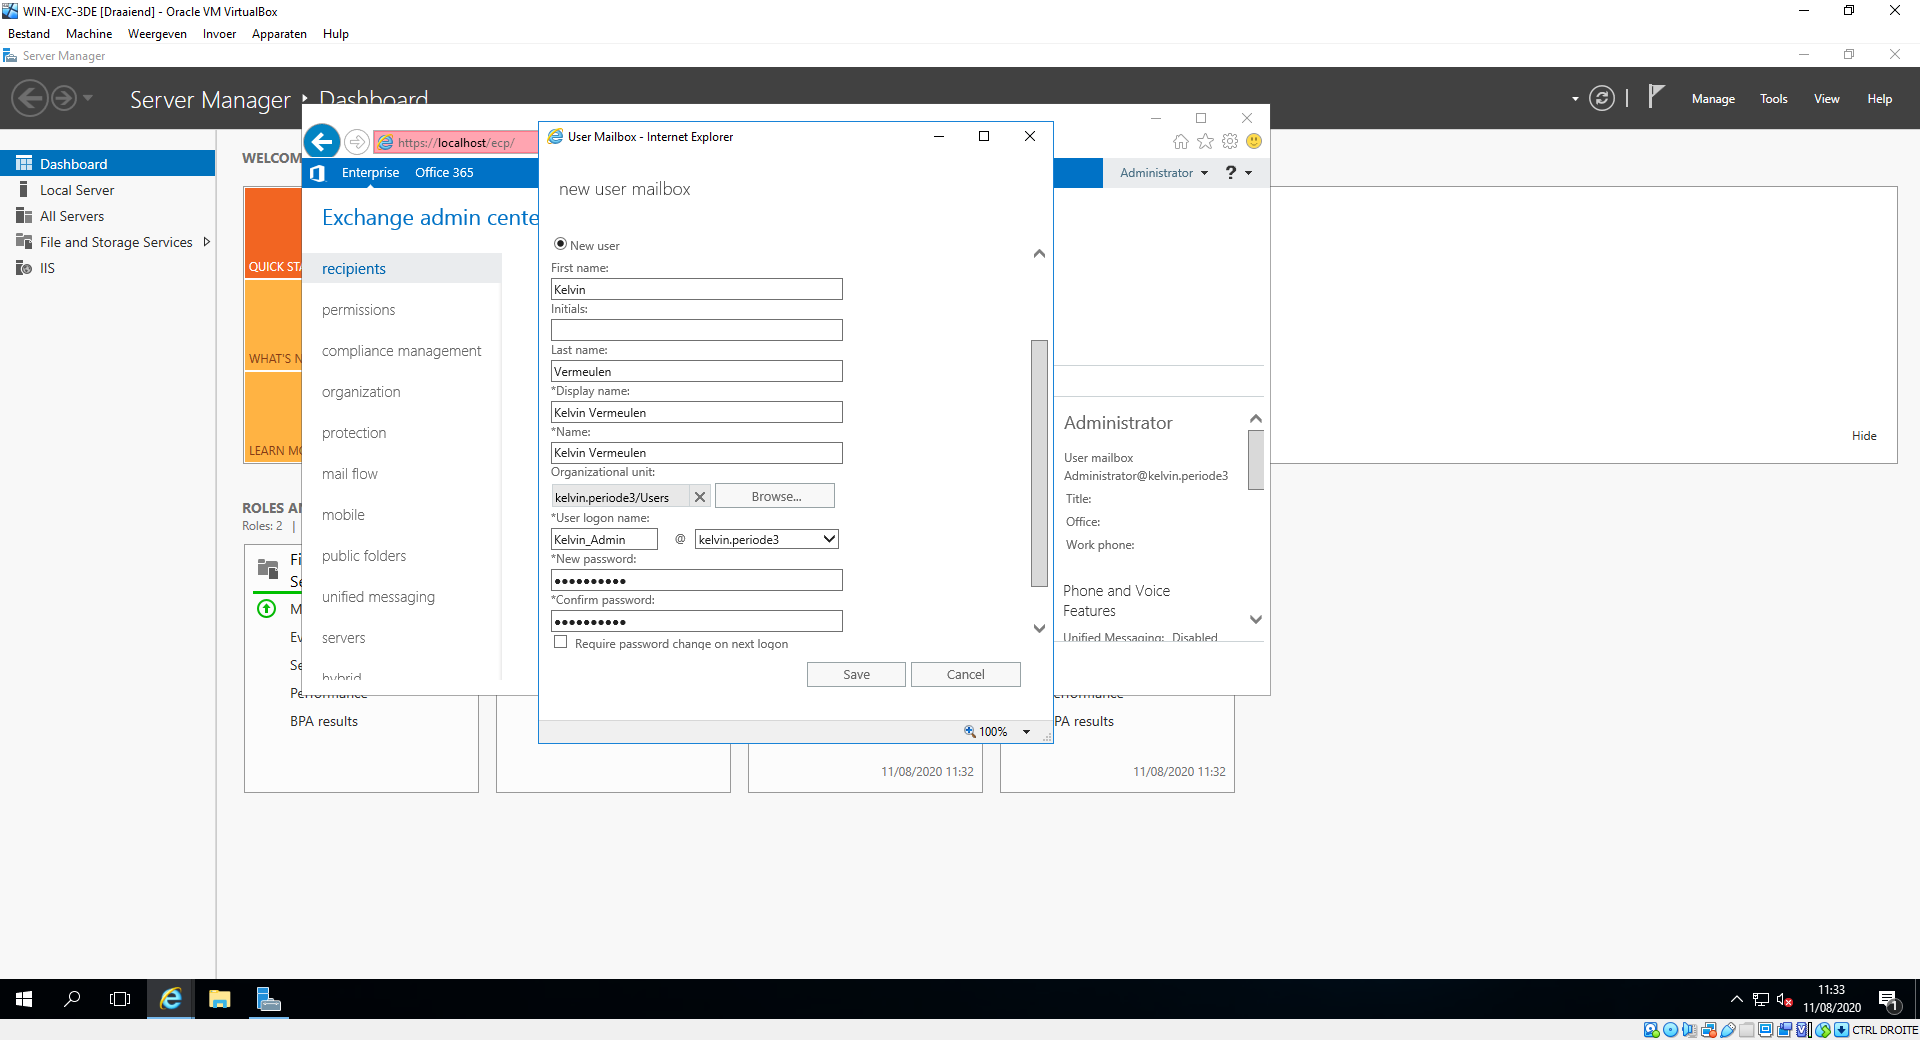 WIN-EXC-3DE [Draaiend] - Oracle VM VirtualBox
Bestand Machine Weergeven Invoer Apparaten Hulp
Server Manager
Server Manager Dashboard
Manage Tools View Help
Dashboard
Local Server
All Servers
File and Storage Services
IIS
WELCOM
QUICK STA
WHAT'S N
LEARN MO
Hide
ROLES AN
Roles: 2 |
Fi
Se
M
Ev
Se
Performance
BPA results
11/08/2020 11:32
erformance
PA results
11/08/2020 11:32
https://localhost/ecp/
Enterprise Office 365
Administrator ?
Exchange admin cente
recipients
permissions
compliance management
organization
protection
mail flow
mobile
public folders
unified messaging
servers
hybrid
Administrator
User mailbox
Administrator@kelvin.periode3
Title:
Office:
Work phone:
Phone and Voice
Features
Unified Messaging: Disabled
User Mailbox - Internet Explorer
new user mailbox
New user
First name:
Kelvin
Initials:
Last name:
Vermeulen
*Display name:
Kelvin Vermeulen
*Name:
Kelvin Vermeulen
Organizational unit:
kelvin.periode3/Users
Browse...
*User logon name:
Kelvin_Admin @ kelvin.periode3
*New password:
●●●●●●●●●●
*Confirm password:
●●●●●●●●●●
Require password change on next logon
Save Cancel
100%
11:33
11/08/2020
1
CTRL DROITE